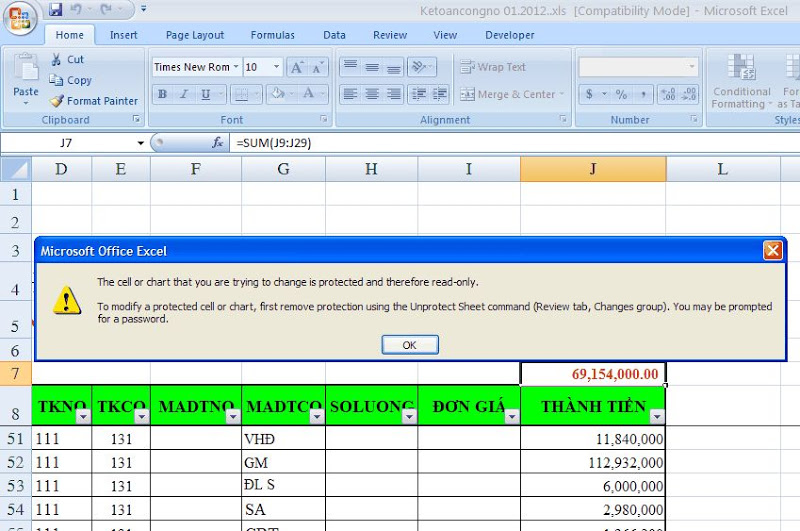 Ketoancongno 01.2012..xls [Compatibility Mode] - Microsoft Excel
Home Insert Page Layout Formulas Data Review View Developer
Paste
Cut
Copy
Format Painter
Clipboard
Times New Rom 10 A A
B I U A
Font
Alignment
Wrap Text
Merge & Center
$ % ,
Number
Conditional
Formatting
as Ta
Styles
J7 fx =SUM(J9:J29)
D E F G H I J L
1
2
3
4
5
6
Microsoft Office Excel
The cell or chart that you are trying to change is protected and therefore read-only.
To modify a protected cell or chart, first remove protection using the Unprotect Sheet command (Review tab, Changes group). You may be prompted
for a password.
OK
7 69,154,000.00
8 TKNO TKCO MADTNO MADTCO SOLUONG ĐƠN GIÁ THÀNH TIỀN
51 111 131 VHĐ 11,840,000
52 111 131 GM 112,932,000
53 111 131 ĐL S 6,000,000
54 111 131 SA 2,980,000